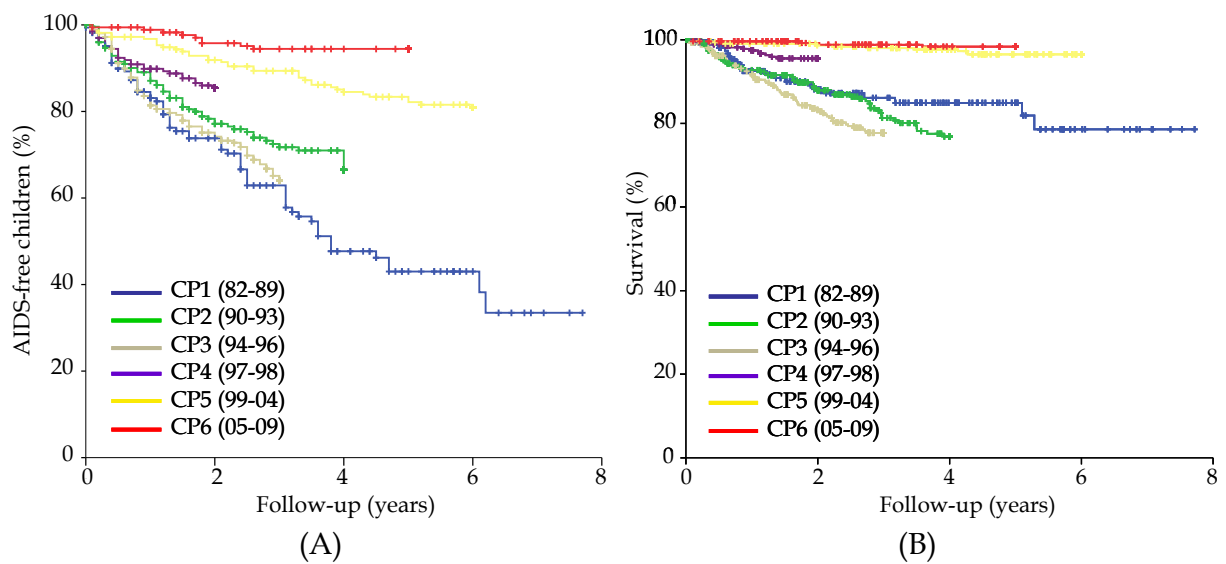 100
80
60
40
20
0
AIDS-free children (%)
CP1 (82-89)
CP2 (90-93)
CP3 (94-96)
CP4 (97-98)
CP5 (99-04)
CP6 (05-09)
0 2 4 6 8
Follow-up (years)
(A)
100
80
60
40
20
0
Survival (%)
CP1 (82-89)
CP2 (90-93)
CP3 (94-96)
CP4 (97-98)
CP5 (99-04)
CP6 (05-09)
0 2 4 6 8
Follow-up (years)
(B)